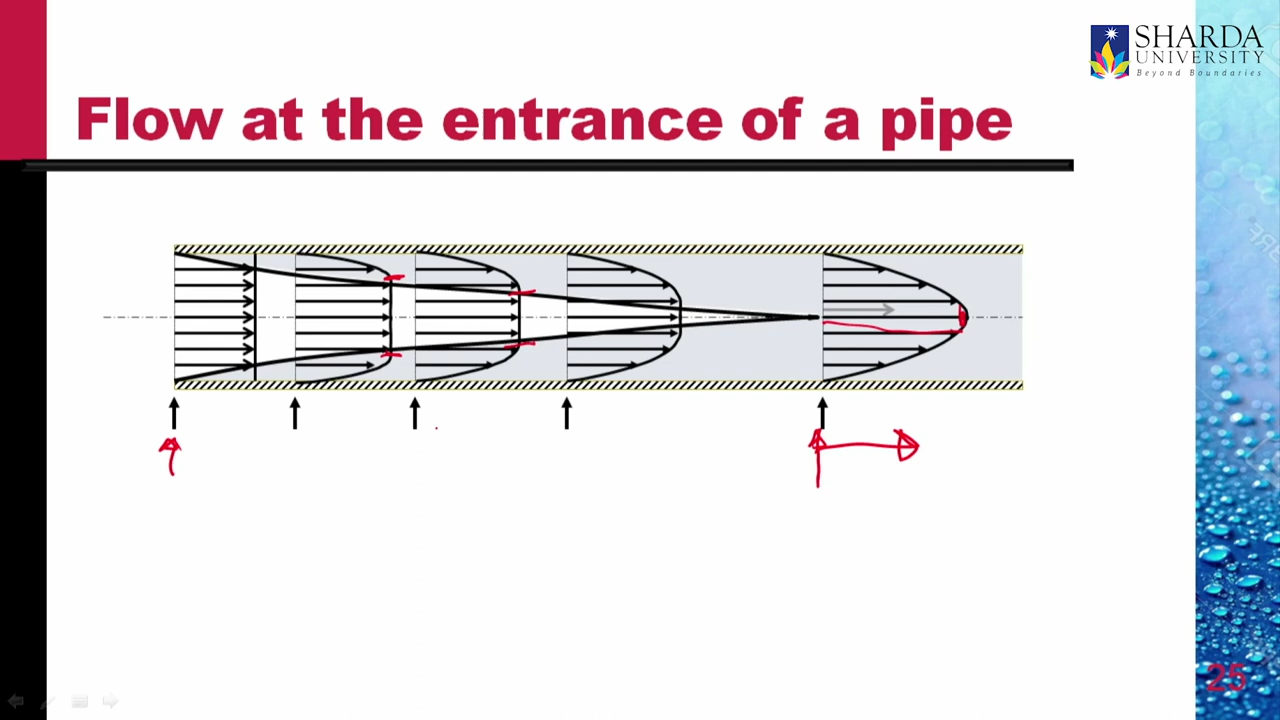 SHARDA
UNIVERSITY
Beyond Boundaries
Flow at the entrance of a pipe
25